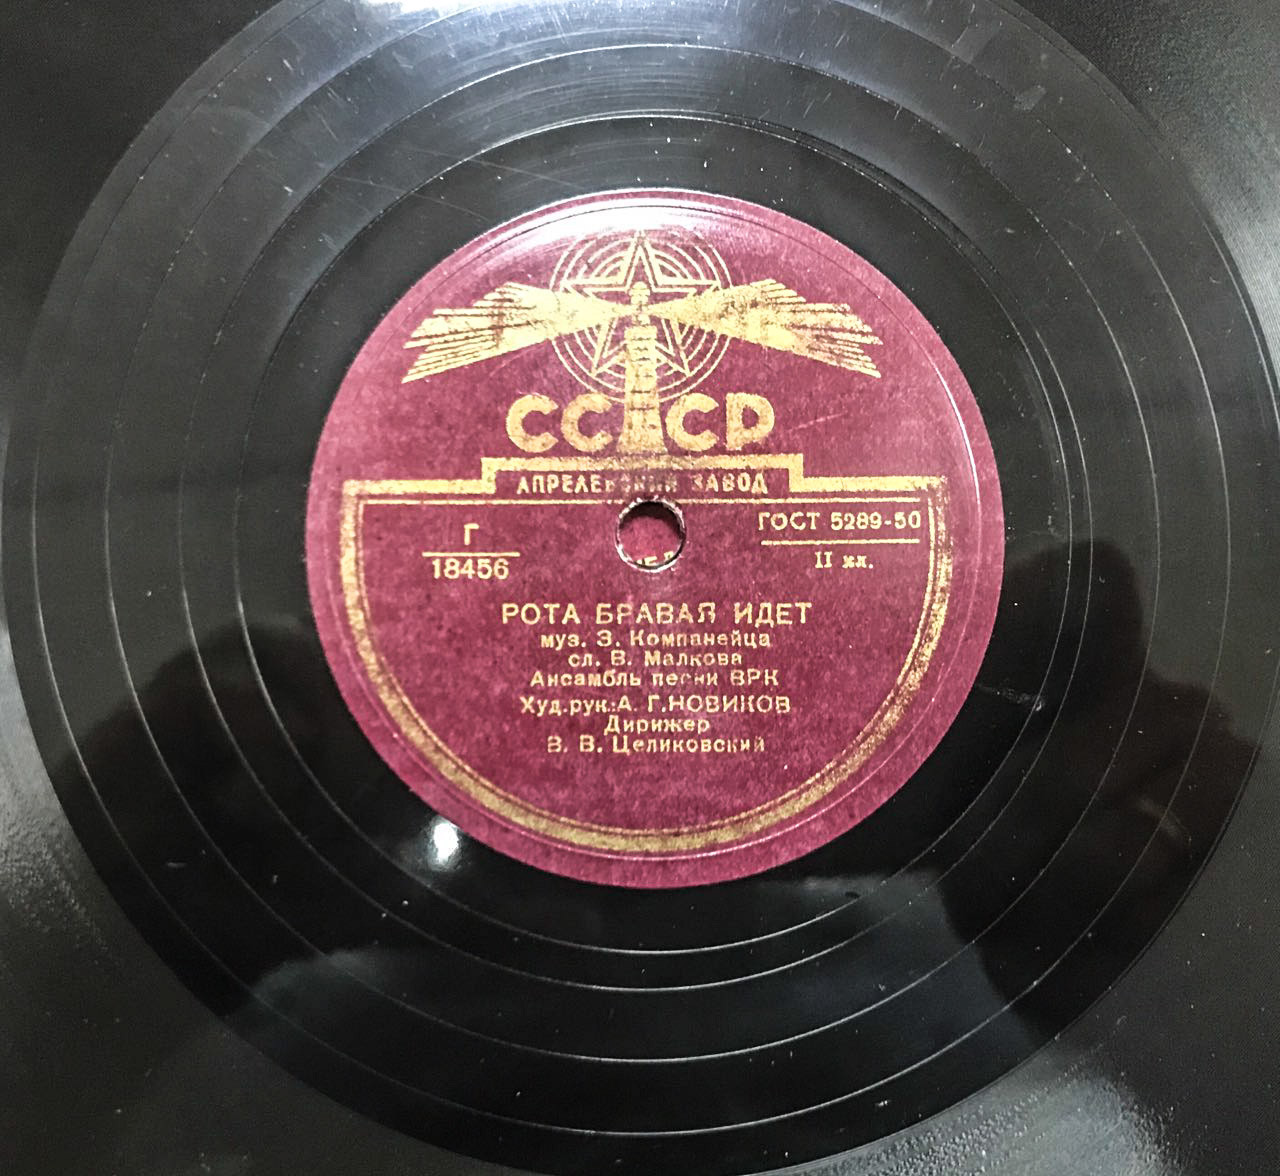 СССР
АПРЕЛЕВСКИЙ ЗАВОД
Г
18456
ГОСТ 5289-50
II кл.
РОТА БРАВАЯ ИДЕТ
муз. З. Компанейца
сл. В. Малкова
Ансамбль песни ВРК
Худ.рук.:А. Г.НОВИКОВ
Дирижер
В. В. Целиковский